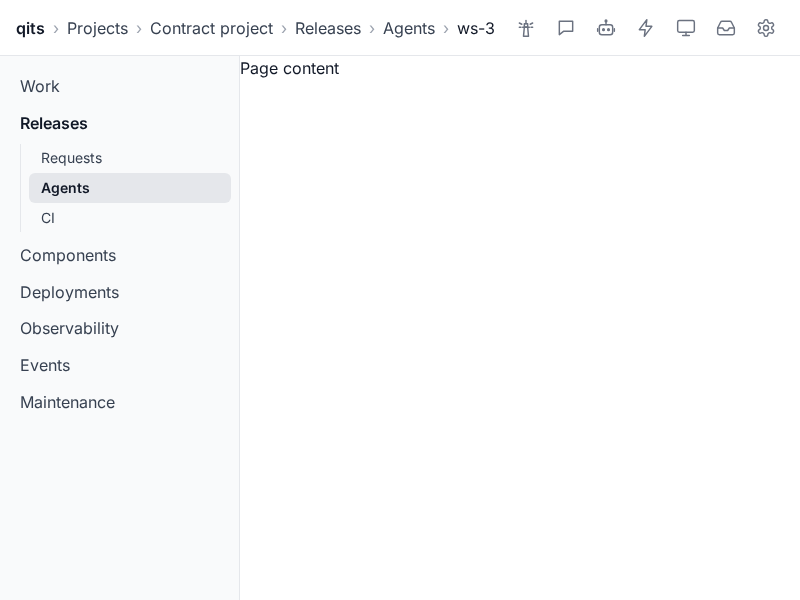 qits › Projects › Contract project › Releases › Agents › ws-3
Work
Releases
Requests
Agents
CI
Components
Deployments
Observability
Events
Maintenance
Page content